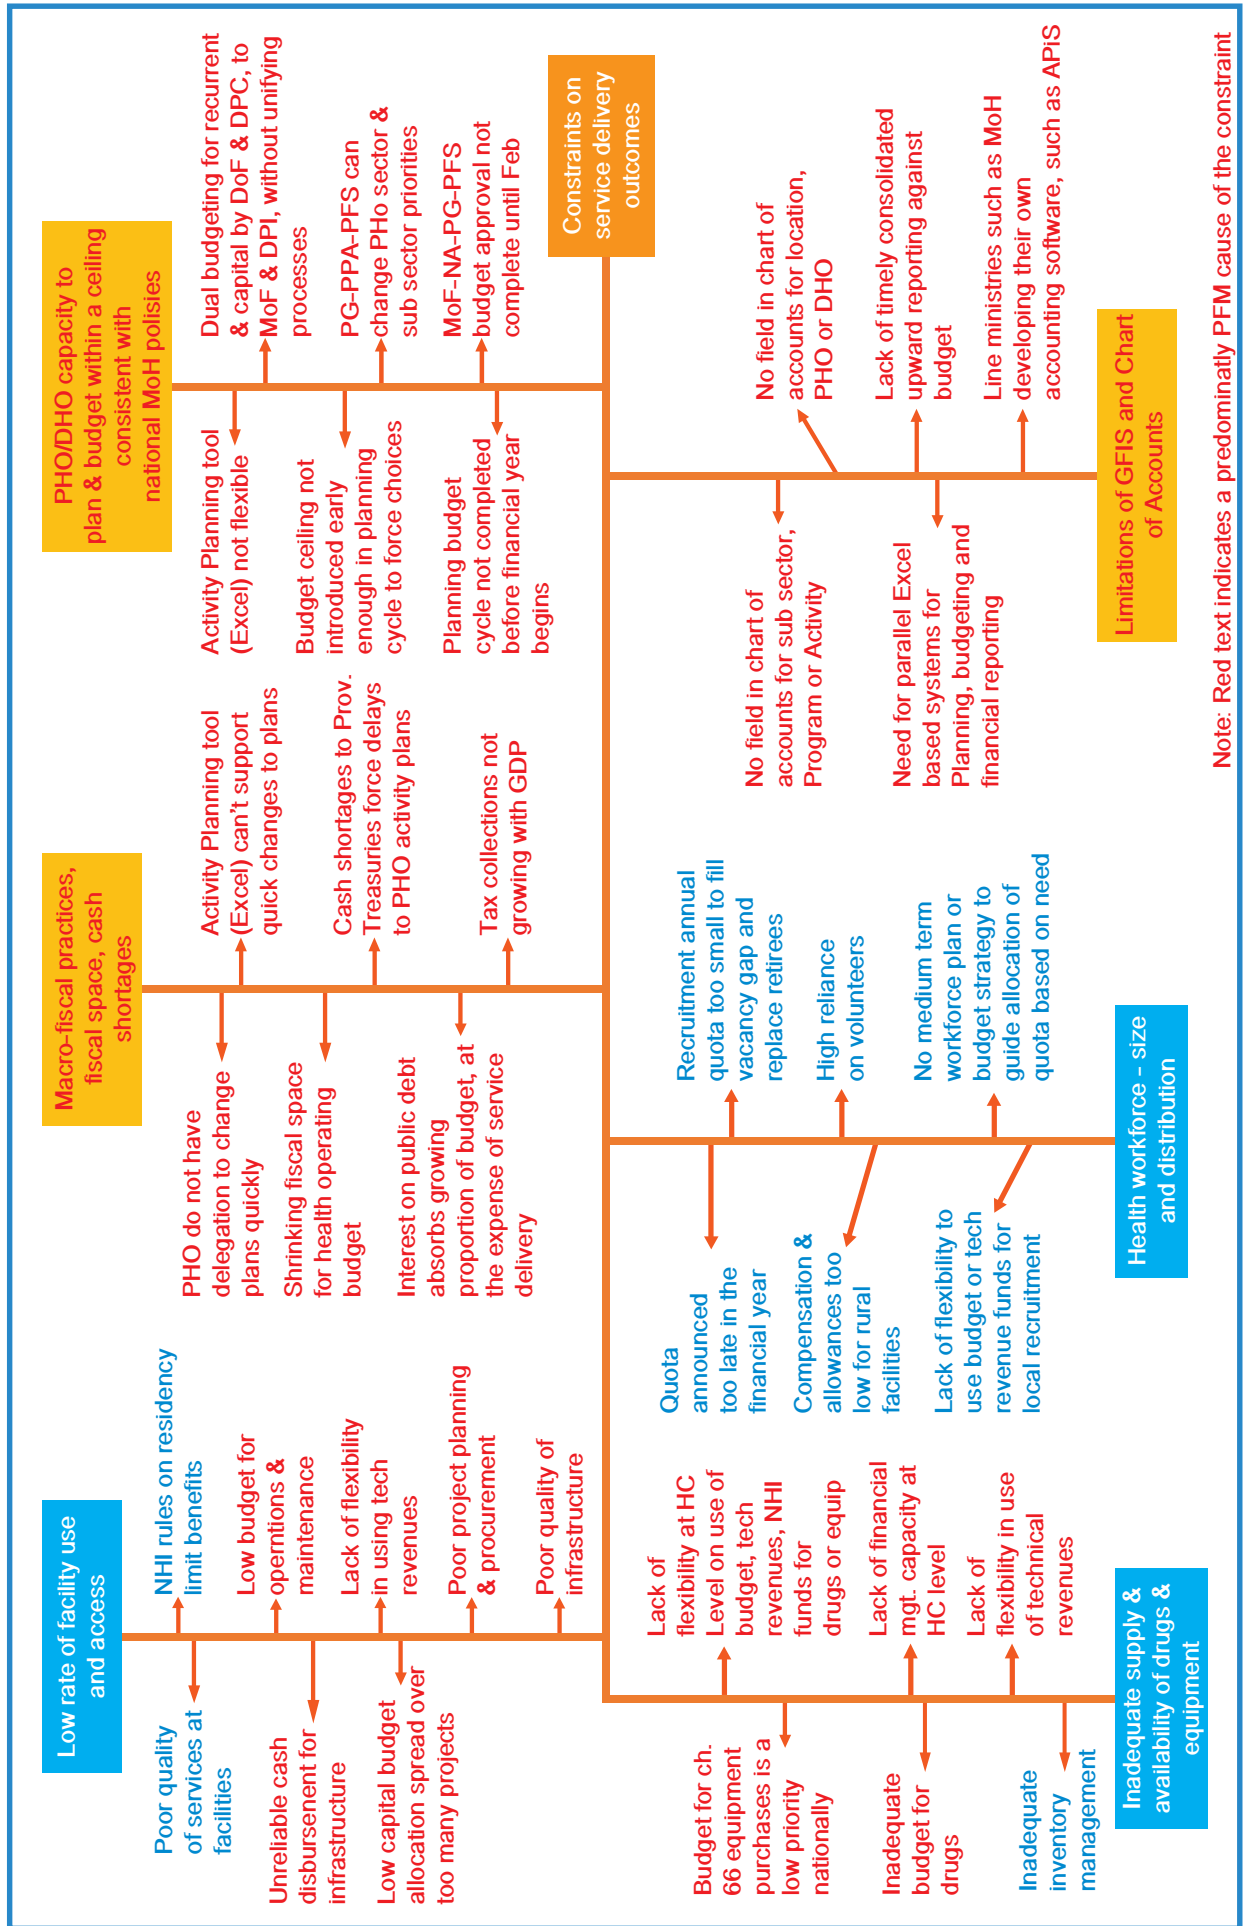 Low rate of facility use
and access
Poor quality
of services at
facilities
NHI rules on residency
limit benefits
Unreliable cash
disbursenent for
infrastructure
Low budget for
operntions &
maintenance
Low capital budget
allocation spread over
too many projects
Lack of flexibility
in using tech
revenues
Poor project planning
& procurement
Poor quality of
infrastructure
Macro-fiscal practices,
fiscal space, cash
shortages
PHO do not have
delegation to change
plans quickly
Activity Planning tool
(Excel) can't support
quick changes to plans
Shrinking fiscal space
for health operating
budget
Cash shortages to Prov.
Treasuries force delays
to PHO activity plans
Interest on public debt
absorbs growing
proportion of budget, at
the expense of service
delivery
Tax collections not
growing with GDP
PHO/DHO capacity to
plan & budget within a ceiling
consistent with
national MoH polisies
Activity Planning tool
(Excel) not flexible
Dual budgeting for recurrent
& capital by DoF & DPC, to
MoF & DPI, without unifying
processes
Budget ceiling not
introduced early
enough in planning
cycle to force choices
PG-PPA-PFS can
change PHo sector &
sub sector priorities
Planning budget
cycle not completed
before financial year
begins
MoF-NA-PG-PFS
budget approval not
complete until Feb
Constraints on
service delivery
outcomes
Budget for ch.
66 equipment
purchases is a
low priority
nationally
Lack of
flexibility at HC
Level on use of
budget, tech
revenues, NHI
funds for
drugs or equip
Inadequate
budget for
drugs
Lack of financial
mgt. capacity at
HC level
Inadequate
inventory
management
Lack of
flexibility in use
of technical
revenues
Inadequate supply &
availability of drugs &
equipment
Quota
announced
too late in the
financial year
Recruitment annual
quota too small to fill
vacancy gap and
replace retirees
Compensation &
allowances too
low for rural
facilities
High reliance
on volunteers
Lack of flexibility to
use budget or tech
revenue funds for
local recruitment
No medium term
workforce plan or
budget strategy to
guide allocation of
quota based on need
Health workforce – size
and distribution
No field in chart of
accounts for sub sector,
Program or Activity
No field in chart of
accounts for location,
PHO or DHO
Need for parallel Excel
based systems for
Planning, budgeting and
financial reporting
Lack of timely consolidated
upward reporting against
budget
Line ministries such as MoH
developing their own
accounting software, such as APiS
Limitations of GFIS and Chart
of Accounts
Note: Red text indicates a predominatly PFM cause of the constraint